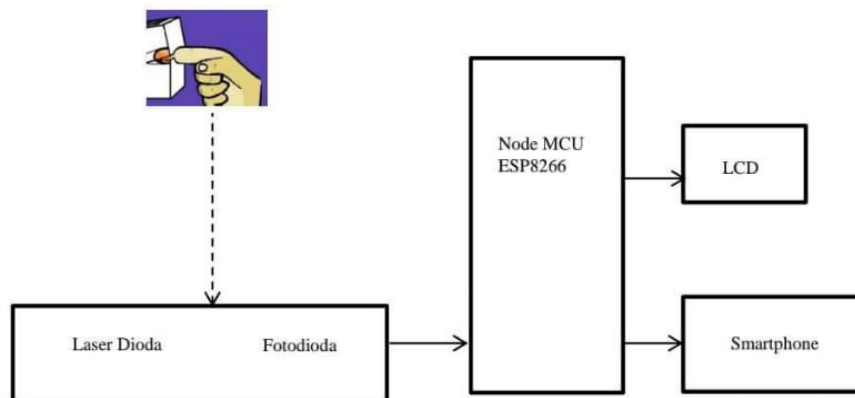 Node MCU
ESP8266
LCD
Laser Dioda
Fotodioda
Smartphone